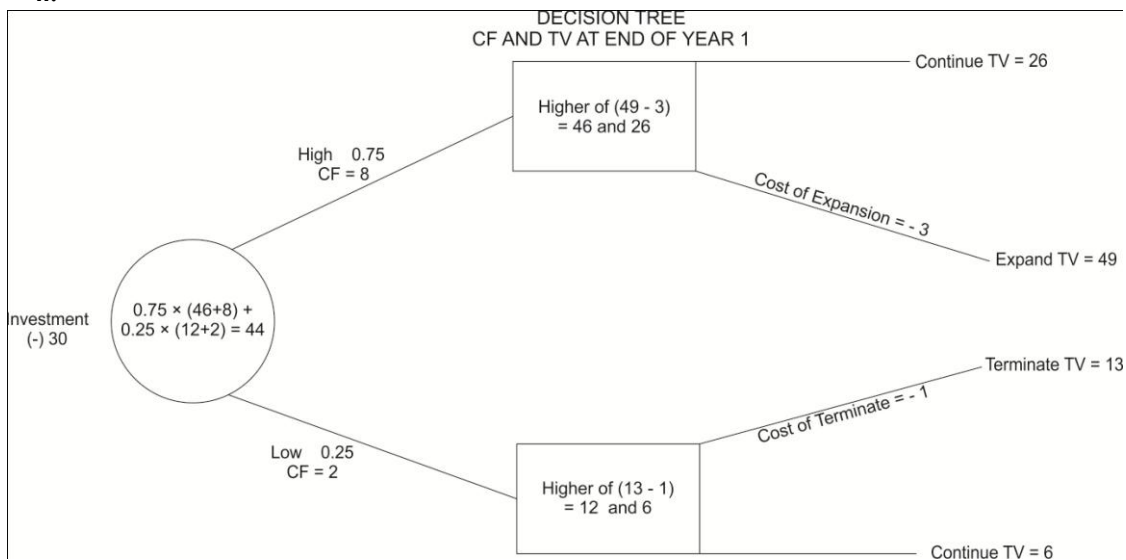 DECISION TREE
CF AND TV AT END OF YEAR 1
Continue TV = 26
Higher of (49 - 3)
= 46 and 26
High 0.75
CF = 8
Cost of Expansion = - 3
Expand TV = 49
0.75 × (46+8) +
0.25 × (12+2) = 44
Investment
(-) 30
Terminate TV = 13
Cost of Terminate = - 1
Low 0.25
CF = 2
Higher of (13 - 1)
= 12 and 6
Continue TV = 6